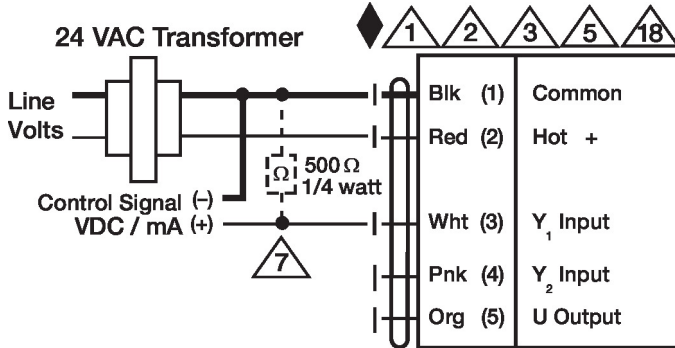 1 2 3 5 18
24 VAC Transformer
Line
Volts
Blk (1) Common
Red (2) Hot +
Ω 500 Ω
1/4 watt
Control Signal (–)
VDC / mA (+)
Wht (3) Y₁ Input
7
Pnk (4) Y₂ Input
Org (5) U Output